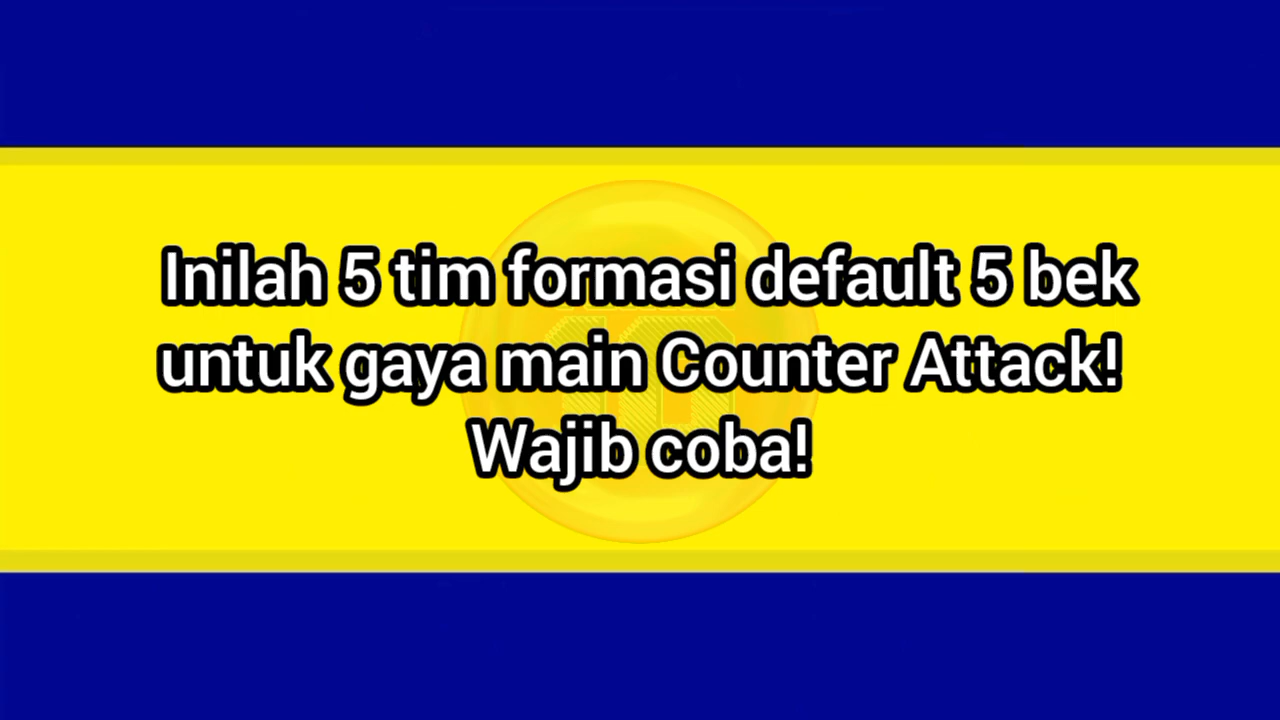 Inilah 5 tim formasi default 5 bek
untuk gaya main Counter Attack!
Wajib coba!